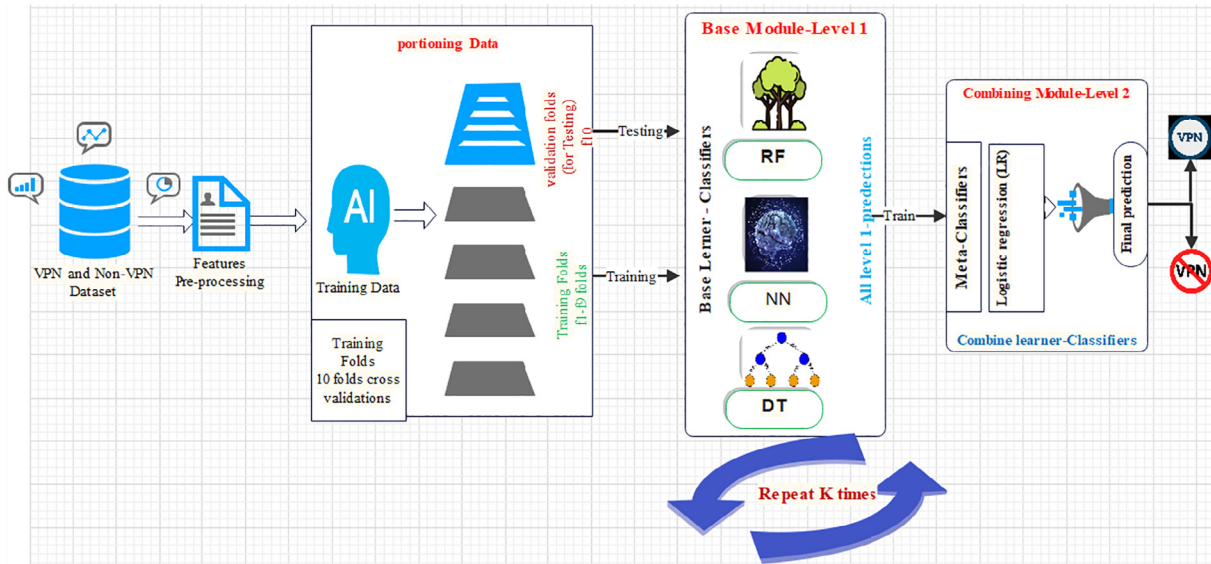 VPN and Non-VPN
Dataset
Features
Pre-processing
portioning Data
AI
Training Data
Training
Folds
10 folds cross
validations
validation folds
(for Testing)
f10
Training Folds
f1-f9 folds
Testing
Training
Base Module-Level 1
Base Lerner - Classifiers
RF
NN
DT
All level 1-predections
Repeat K times
Train
Combining Module-Level 2
Meta-Classifiers
Logistic regression (LR)
Final prediction
Combine learner-Classifiers
VPN
VPN